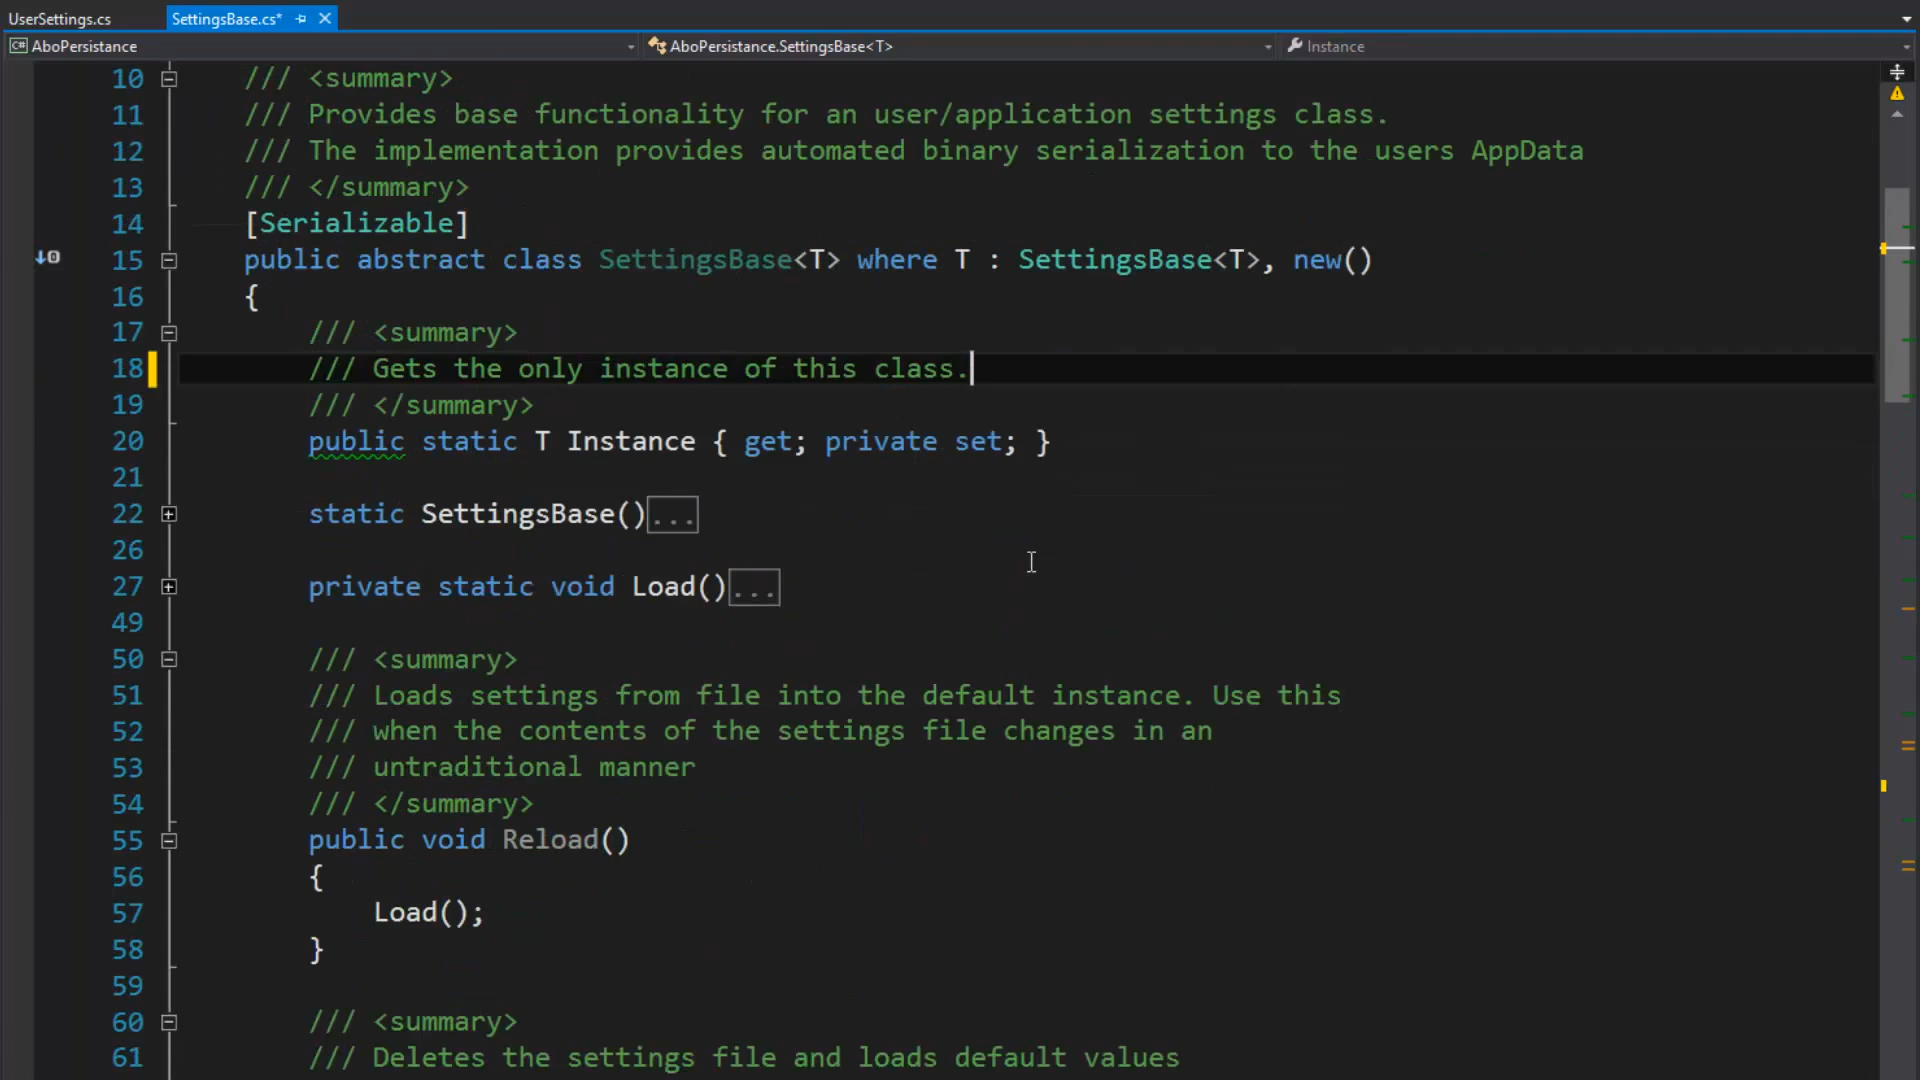 UserSettings.cs
SettingsBase.cs*
C# AboPersistance
AboPersistance.SettingsBase<T>
Instance
10 /// <summary>
11 /// Provides base functionality for an user/application settings class.
12 /// The implementation provides automated binary serialization to the users AppData
13 /// </summary>
14 [Serializable]
15 public abstract class SettingsBase<T> where T : SettingsBase<T>, new()
16 {
17 /// <summary>
18 /// Gets the only instance of this class.
19 /// </summary>
20 public static T Instance { get; private set; }
21
22 static SettingsBase()...
26
27 private static void Load()...
49
50 /// <summary>
51 /// Loads settings from file into the default instance. Use this
52 /// when the contents of the settings file changes in an
53 /// untraditional manner
54 /// </summary>
55 public void Reload()
56 {
57 Load();
58 }
59
60 /// <summary>
61 /// Deletes the settings file and loads default values